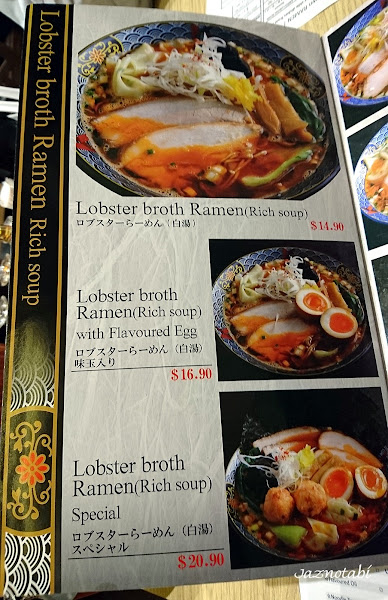 Lobster broth Ramen Rich soup
Lobster broth Ramen(Rich soup)
ロブスターらーめん（白湯）
$14.90
Lobster broth
Ramen(Rich soup)
with Flavoured Egg
ロブスターらーめん（白湯）
味玉入り
$16.90
Lobster broth
Ramen(Rich soup)
Special
ロブスターらーめん（白湯）
スペシャル
$20.90
jaznotabi